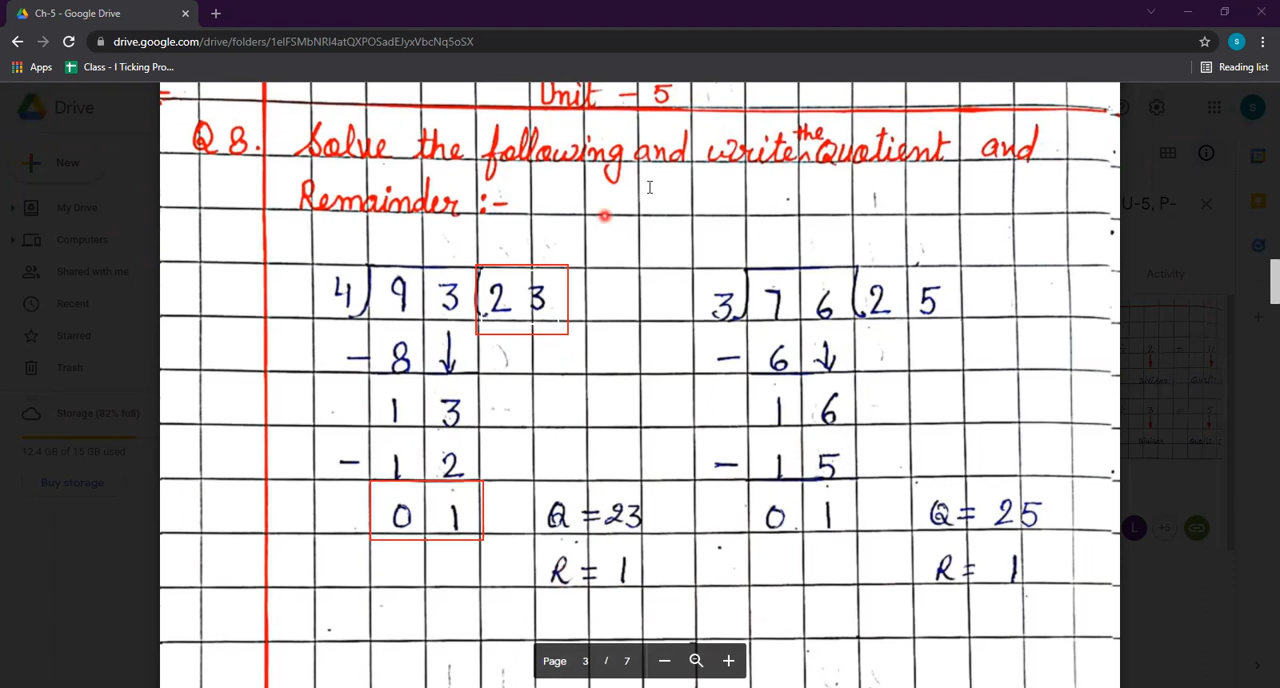 Ch-5 - Google Drive
drive.google.com/drive/folders/1elFSMbNRI4atQXPOSadEJyxVbcNq5oSX
S
Apps
Class - I Ticking Pro...
Reading list
Drive
New
My Drive
Computers
Shared with me
Recent
Starred
Trash
Storage (82% full)
12.4 GB of 15 GB used
Buy storage
U-5, P-
Activity
S
L
+5
Unit - 5
Q 8. Solve the following and write the Quotient and
Remainder :-
4) 9 3 (2 3
- 8 ↓
1 3
- 1 2
0 1
Q = 23
R = 1
3) 7 6 (2 5
- 6 ↓
1 6
- 1 5
0 1
Q = 25
R = 1
Page 3 / 7